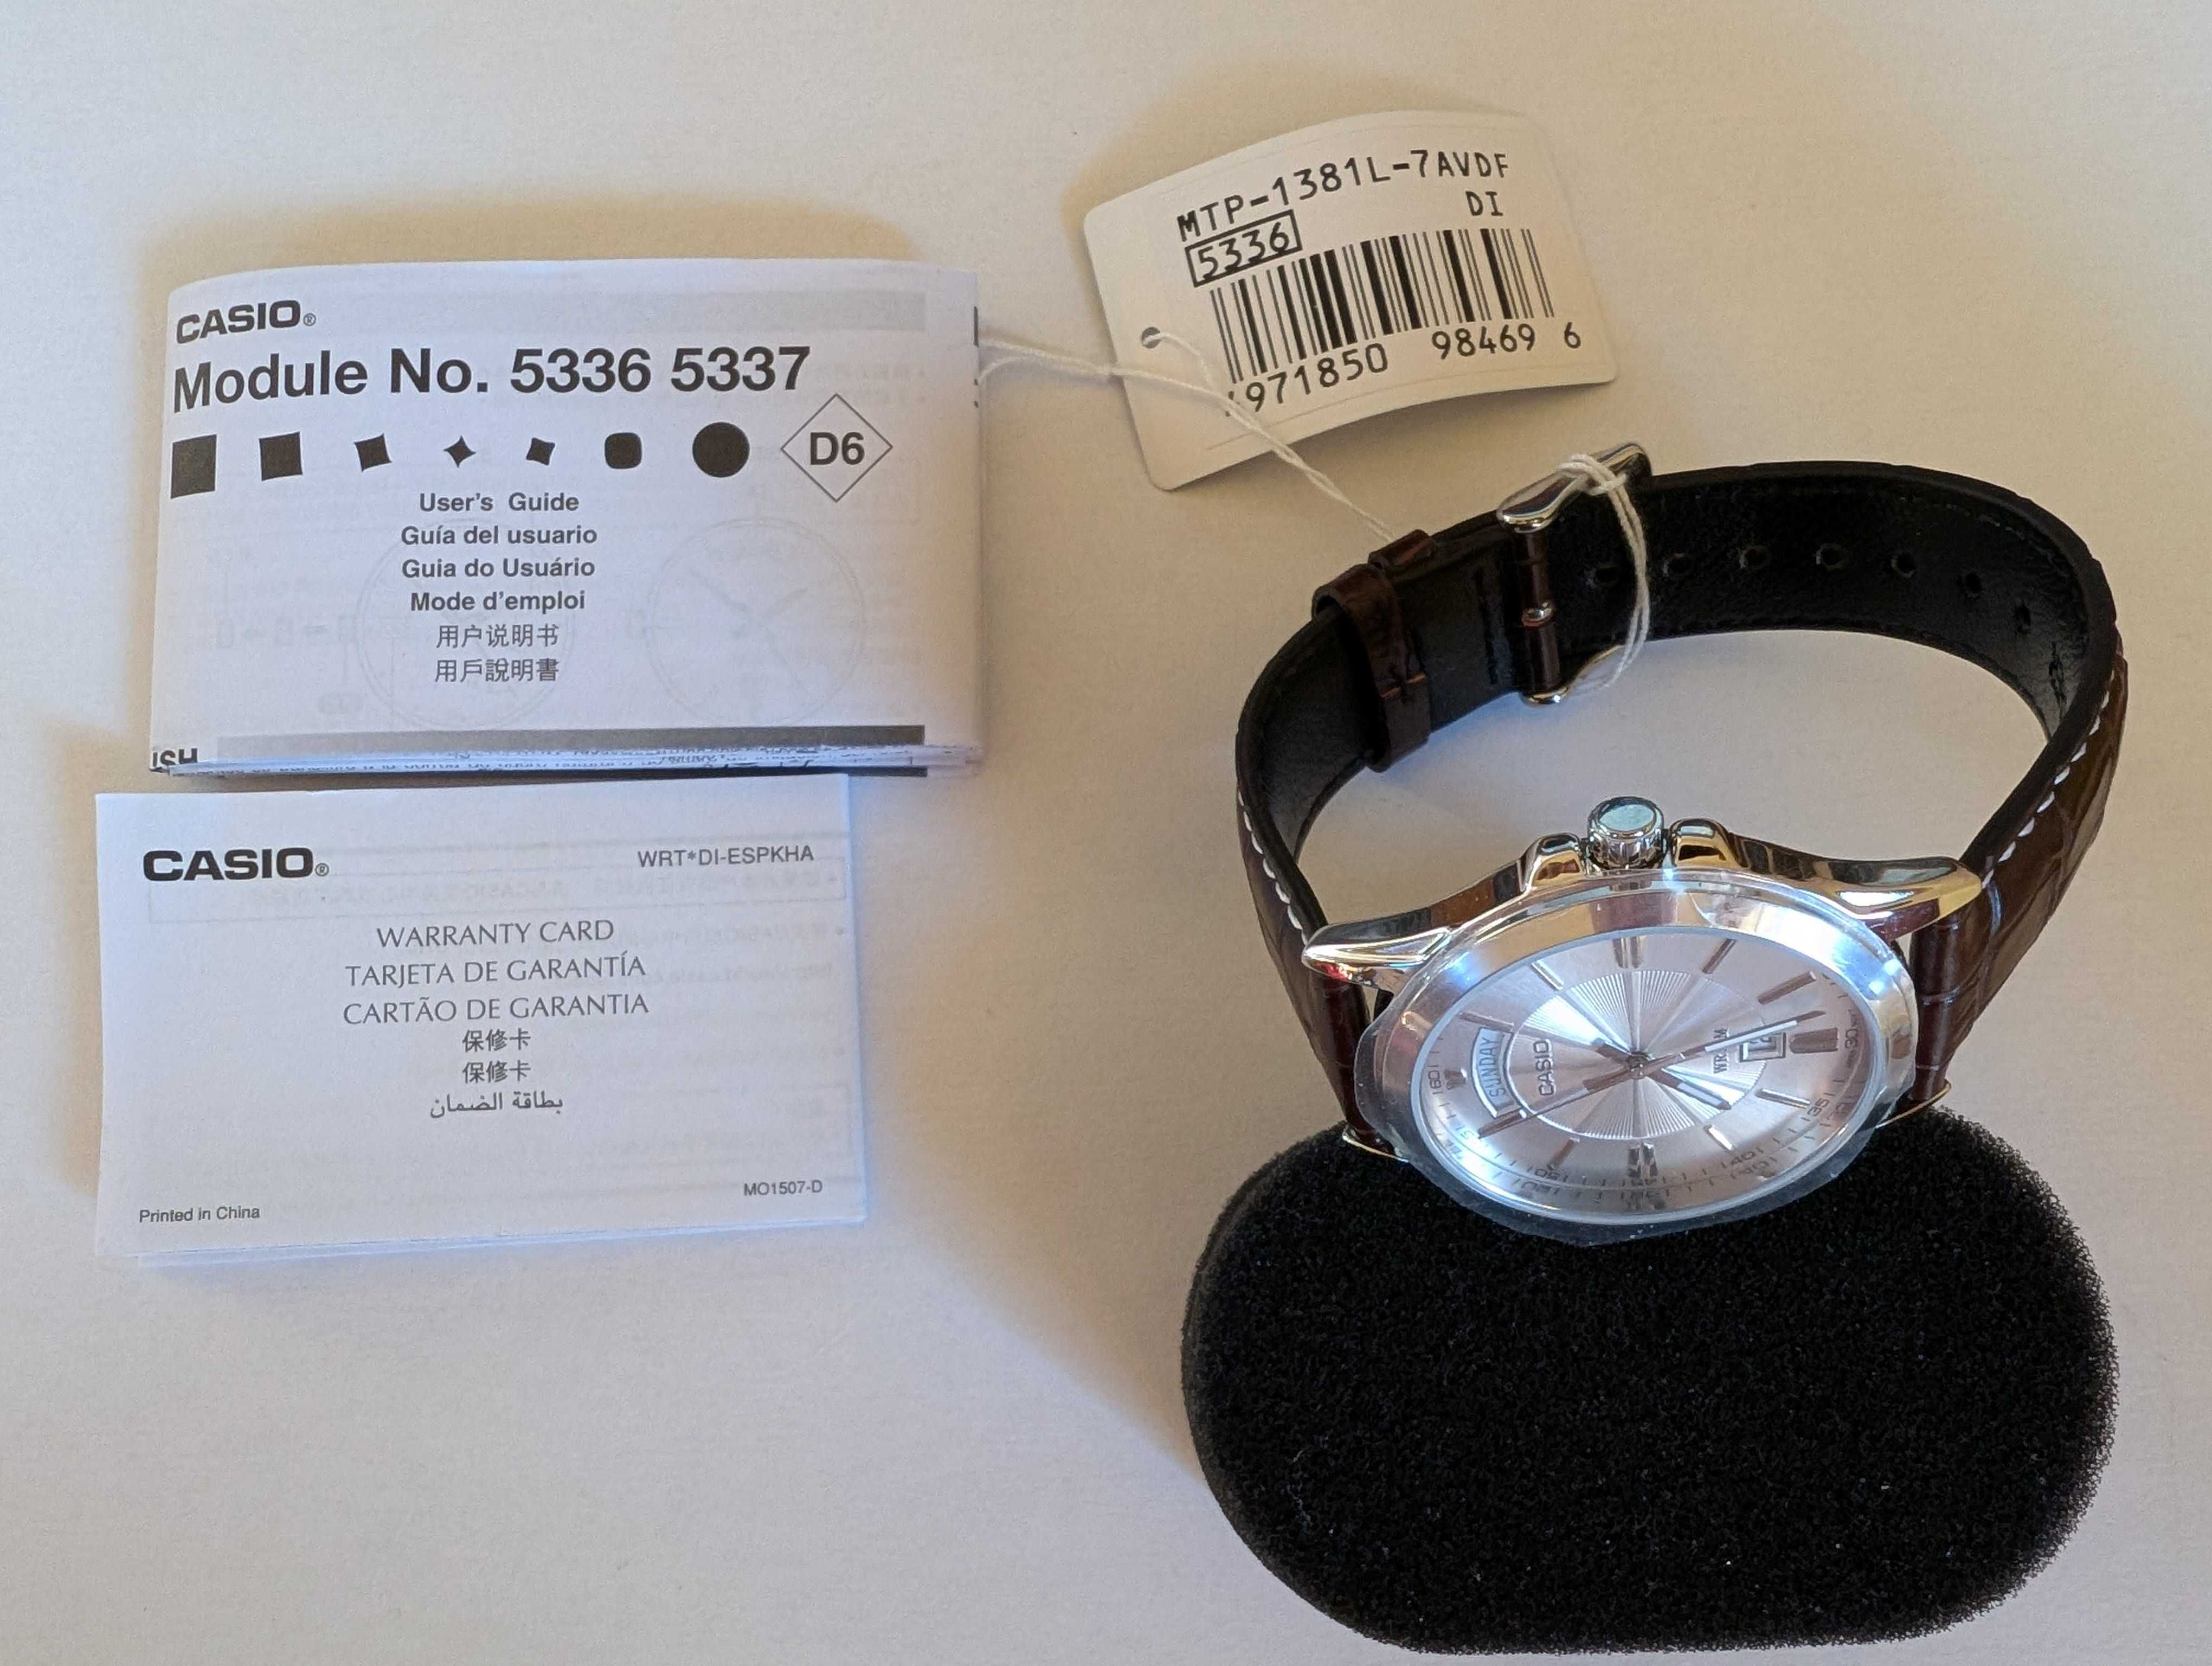 CASIO®
Module No. 5336 5337
D6
User's Guide
Guía del usuario
Guia do Usuário
Mode d'emploi
用户说明书
用戶說明書
CASIO®
WRT*DI-ESPKHA
WARRANTY CARD
TARJETA DE GARANTÍA
CARTÃO DE GARANTIA
保修卡
保修卡
بطاقة الضمان
MO1507-D
Printed in China
MTP-1381L-7AVDF
DI
5336
4971850 98469 6
SUNDAY
CASIO